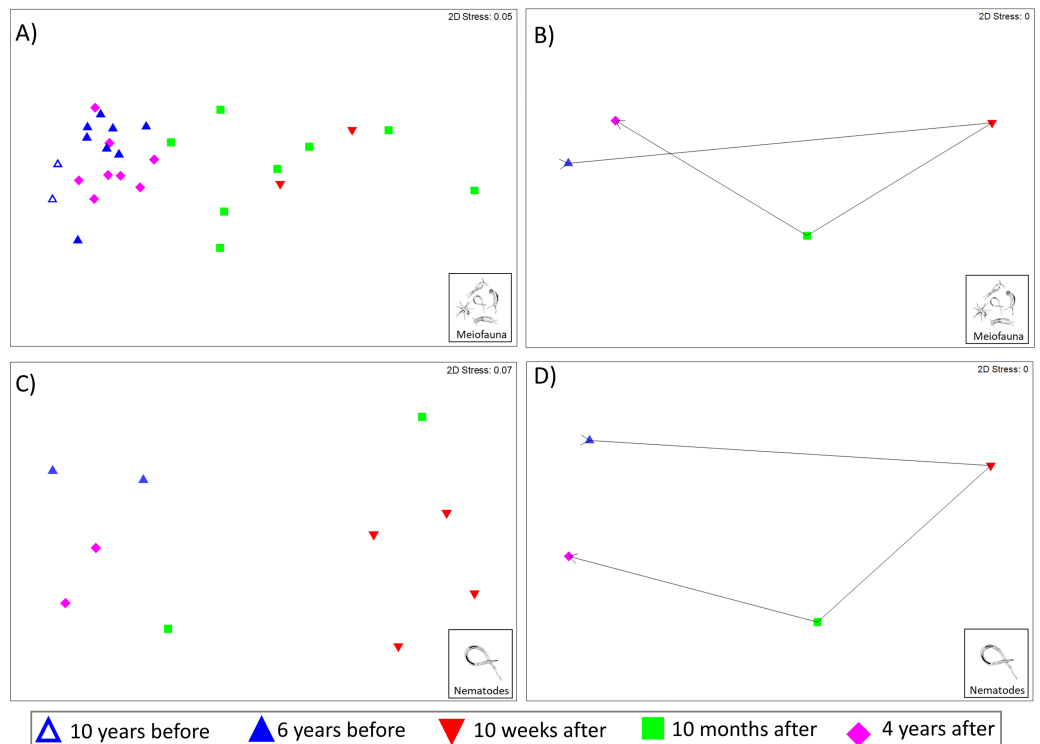 A)
2D Stress: 0.05
Meiofauna
B)
2D Stress: 0
Meiofauna
C)
2D Stress: 0.07
Nematodes
D)
2D Stress: 0
Nematodes
10 years before 6 years before 10 weeks after 10 months after 4 years after